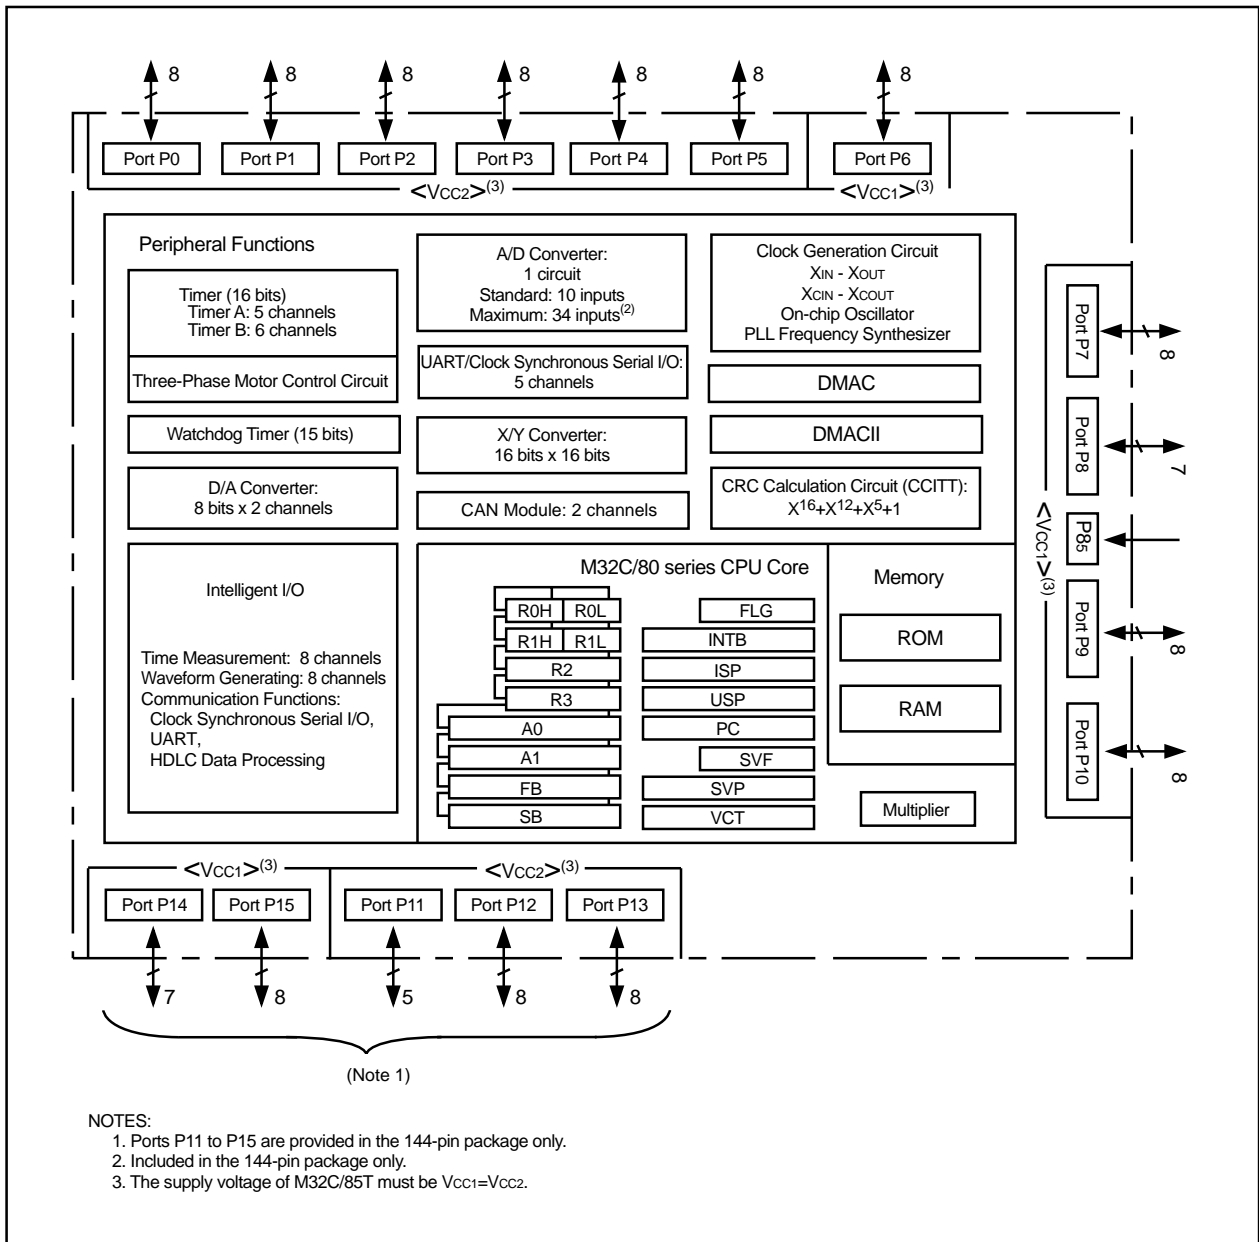 8 8 8 8 8 8 8
Port P0 Port P1 Port P2 Port P3 Port P4 Port P5 Port P6
<VCC2>(3) <VCC1>(3)
Peripheral Functions
Timer (16 bits)
Timer A: 5 channels
Timer B: 6 channels
Three-Phase Motor Control Circuit
Watchdog Timer (15 bits)
D/A Converter:
8 bits x 2 channels
Intelligent I/O
Time Measurement: 8 channels
Waveform Generating: 8 channels
Communication Functions:
Clock Synchronous Serial I/O,
UART,
HDLC Data Processing
A/D Converter:
1 circuit
Standard: 10 inputs
Maximum: 34 inputs(2)
UART/Clock Synchronous Serial I/O:
5 channels
X/Y Converter:
16 bits x 16 bits
CAN Module: 2 channels
Clock Generation Circuit
XIN - XOUT
XCIN - XCOUT
On-chip Oscillator
PLL Frequency Synthesizer
DMAC
DMACII
CRC Calculation Circuit (CCITT):
X16+X12+X5+1
M32C/80 series CPU Core
R0H R0L
R1H R1L
R2
R3
A0
A1
FB
SB
FLG
INTB
ISP
USP
PC
SVF
SVP
VCT
Memory
ROM
RAM
Multiplier
<VCC1>(3)
Port P7
8
Port P8
7
P85
Port P9
8
Port P10
8
<VCC1>(3) <VCC2>(3)
Port P14 Port P15 Port P11 Port P12 Port P13
7 8 5 8 8
(Note 1)
NOTES:
1. Ports P11 to P15 are provided in the 144-pin package only.
2. Included in the 144-pin package only.
3. The supply voltage of M32C/85T must be VCC1=VCC2.